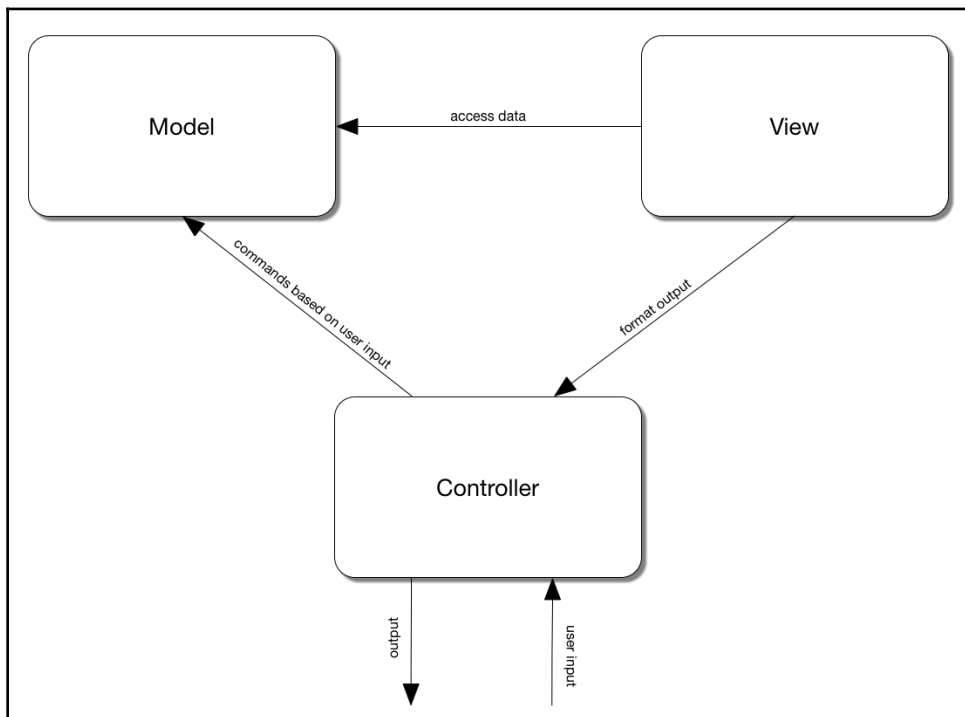 Model
access data
View
commands based on user input
format output
Controller
output
user input